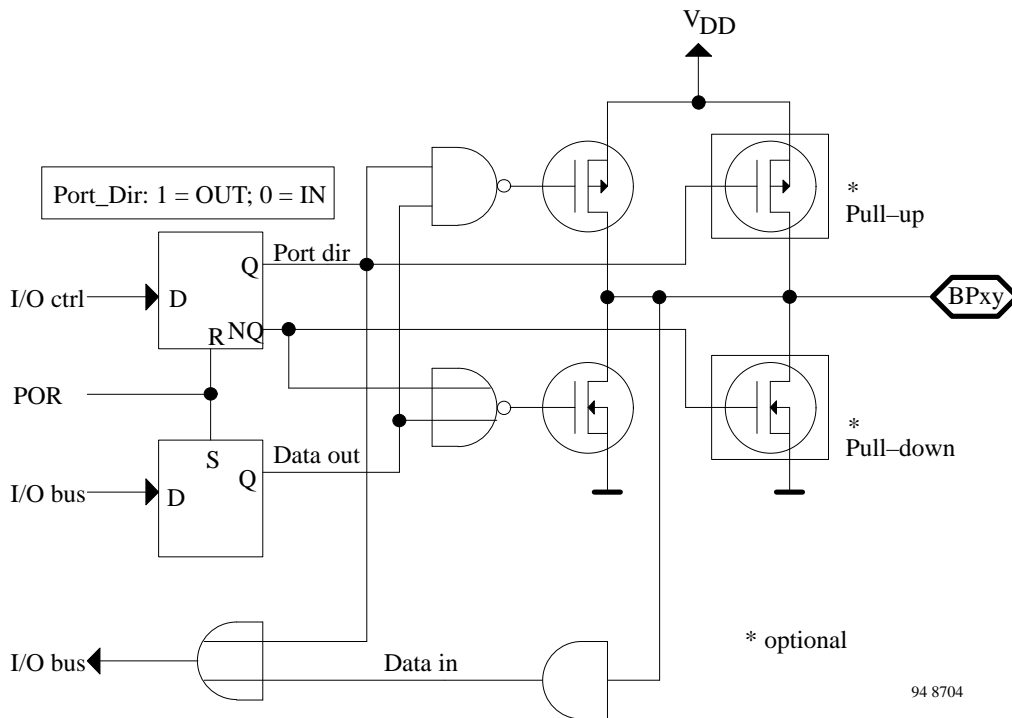 VDD
Port_Dir: 1 = OUT; 0 = IN
*
Pull–up
Q
Port dir
I/O ctrl
D
BPxy
R
NQ
POR
*
Pull–down
S
Data out
Q
I/O bus
D
* optional
I/O bus
Data in
94 8704